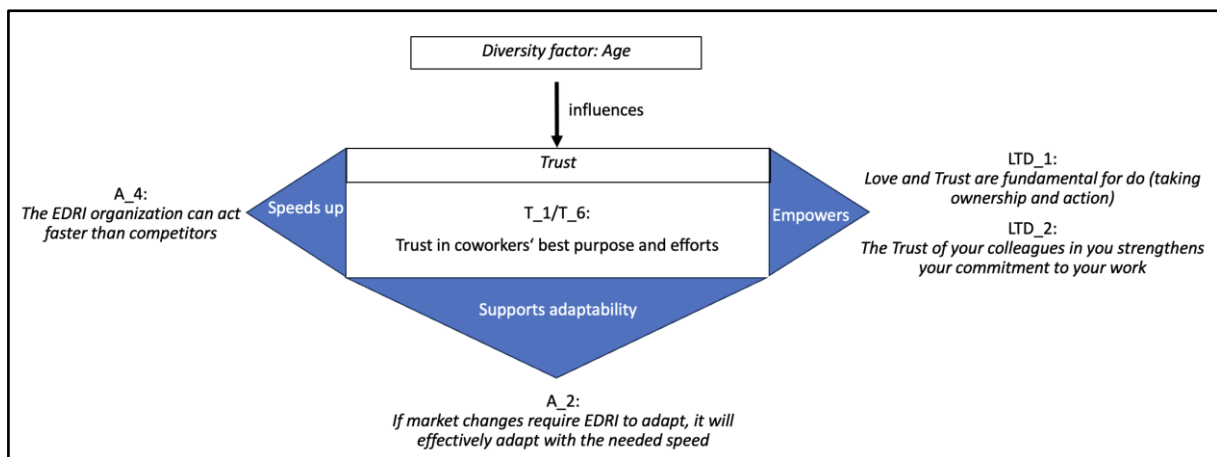 Diversity factor: Age
influences
Trust
A_4:
The EDRI organization can act
faster than competitors
Speeds up
T_1/T_6:
Trust in coworkers‘ best purpose and efforts
Empowers
LTD_1:
Love and Trust are fundamental for do (taking
ownership and action)
LTD_2:
The Trust of your colleagues in you strengthens
your commitment to your work
Supports adaptability
A_2:
If market changes require EDRI to adapt, it will
effectively adapt with the needed speed